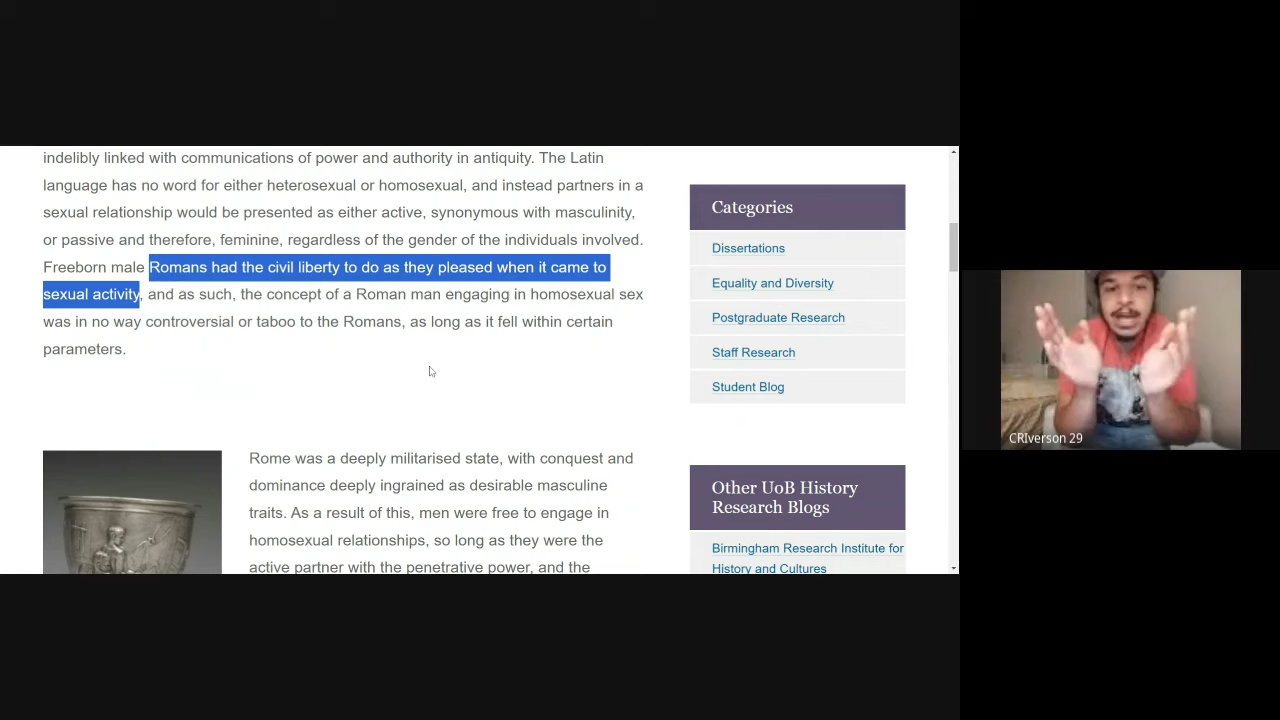 indelibly linked with communications of power and authority in antiquity. The Latin
language has no word for either heterosexual or homosexual, and instead partners in a
sexual relationship would be presented as either active, synonymous with masculinity,
or passive and therefore, feminine, regardless of the gender of the individuals involved.
Freeborn male Romans had the civil liberty to do as they pleased when it came to
sexual activity, and as such, the concept of a Roman man engaging in homosexual sex
was in no way controversial or taboo to the Romans, as long as it fell within certain
parameters.
Rome was a deeply militarised state, with conquest and
dominance deeply ingrained as desirable masculine
traits. As a result of this, men were free to engage in
homosexual relationships, so long as they were the
active partner with the penetrative power, and the
Categories
Dissertations
Equality and Diversity
Postgraduate Research
Staff Research
Student Blog
Other UoB History
Research Blogs
Birmingham Research Institute for
History and Cultures
CRIverson 29